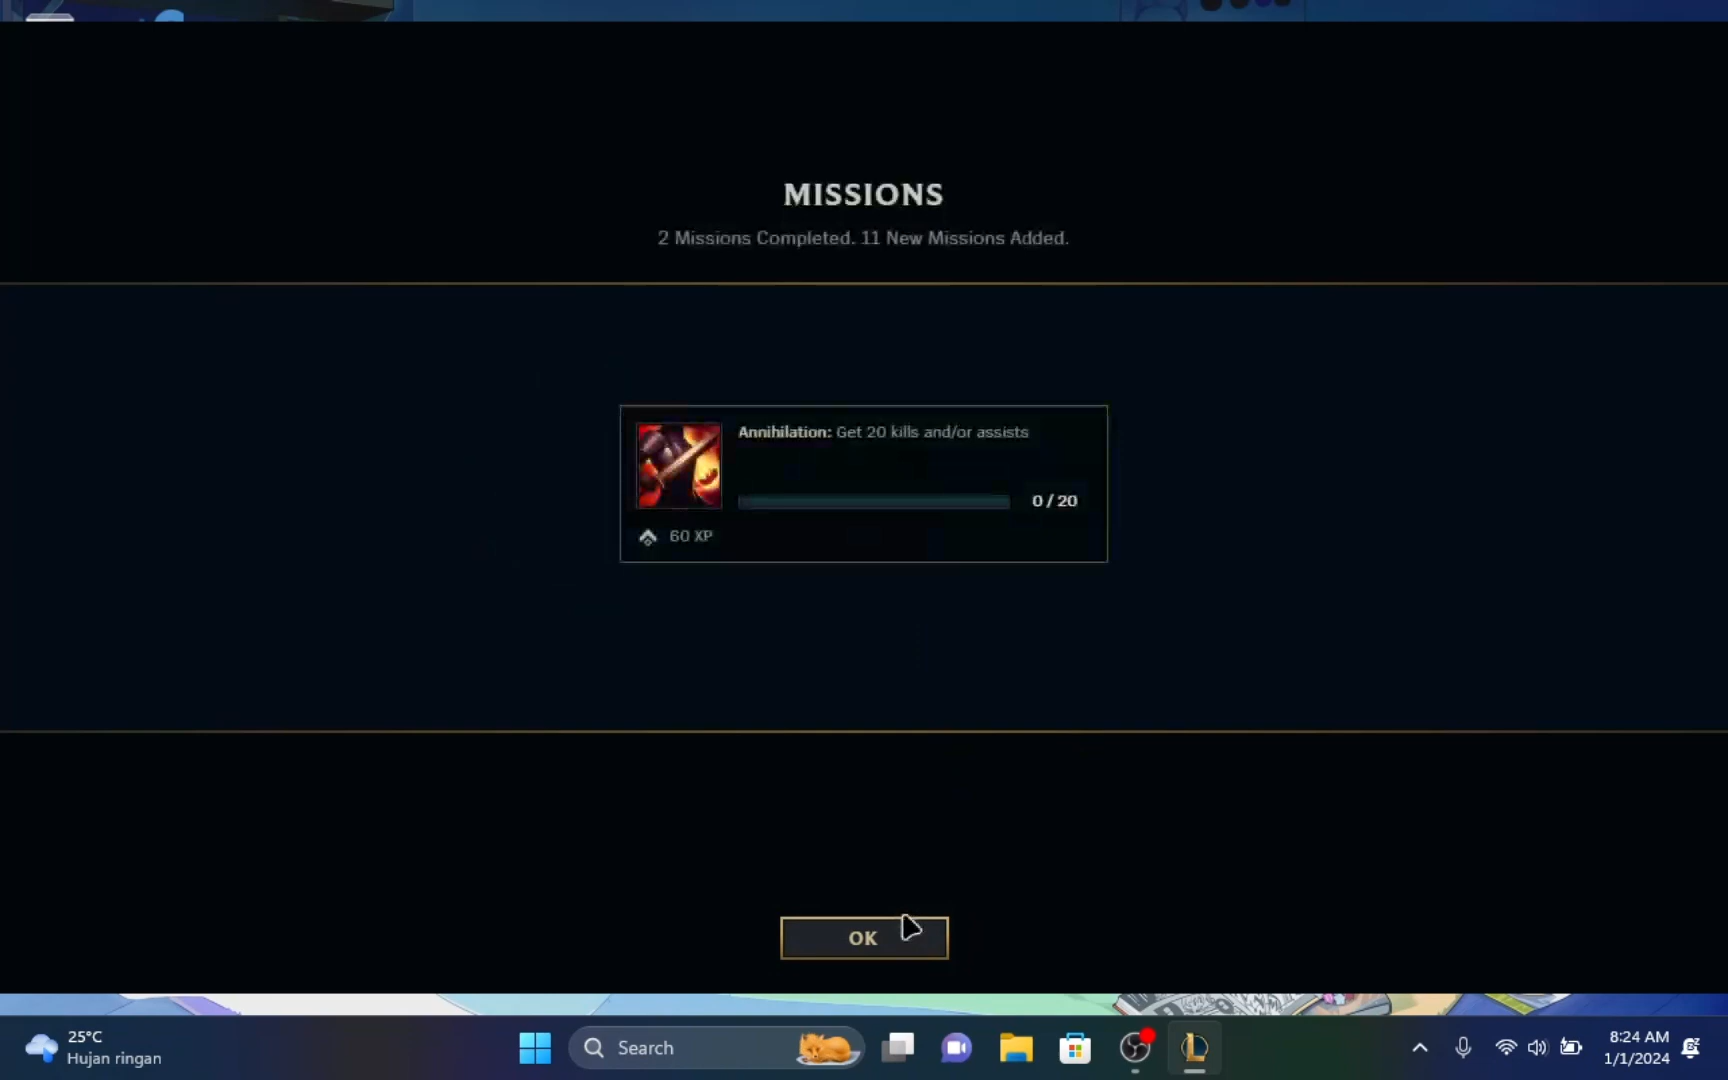 MISSIONS
2 Missions Completed. 11 New Missions Added.
Annihilation: Get 20 kills and/or assists
0 / 20
60 XP
OK
25°C
Hujan ringan
Search
8:24 AM
1/1/2024